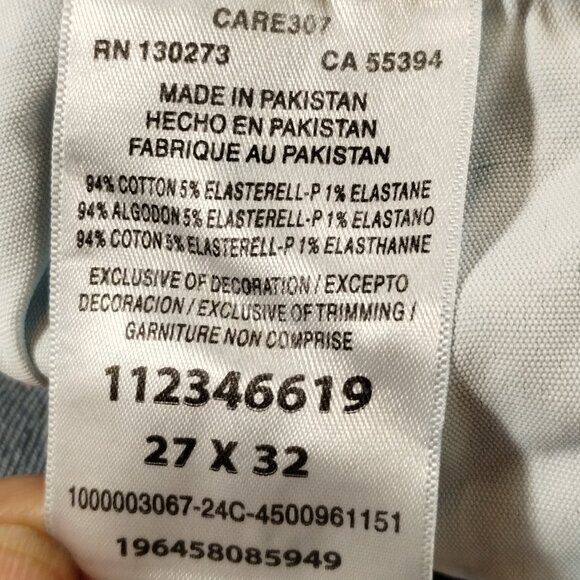 CARE307
RN 130273 CA 55394
MADE IN PAKISTAN
HECHO EN PAKISTAN
FABRIQUE AU PAKISTAN
94% COTTON 5% ELASTERELL-P 1% ELASTANE
94% ALGODON 5% ELASTERELL-P 1% ELASTANO
94% COTON 5% ELASTERELL-P 1% ELASTHANNE
EXCLUSIVE OF DECORATION / EXCEPTO
DECORACION / EXCLUSIVE OF TRIMMING /
GARNITURE NON COMPRISE
112346619
27 X 32
1000003067-24C-4500961151
196458085949